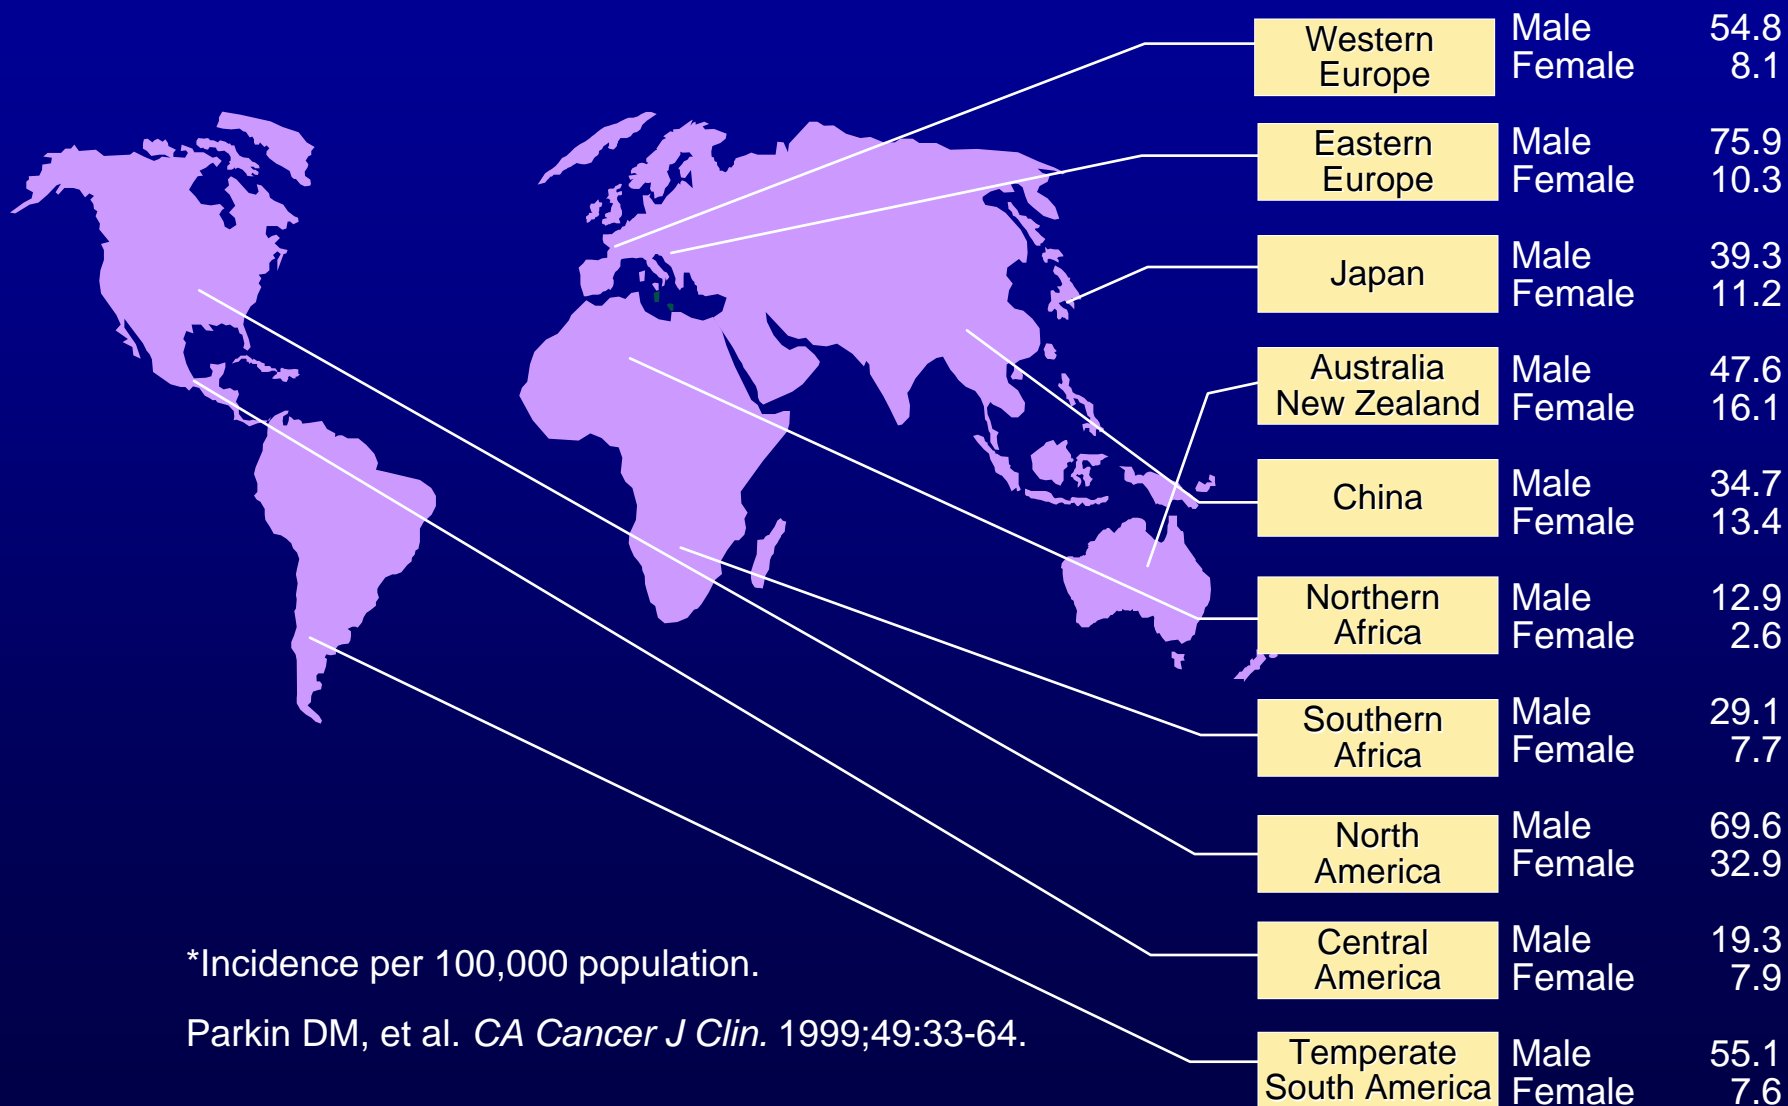 Western Male 54.8
Europe Female 8.1
Eastern Male 75.9
Europe Female 10.3
Japan Male 39.3
Female 11.2
Australia Male 47.6
New Zealand Female 16.1
China Male 34.7
Female 13.4
Northern Male 12.9
Africa Female 2.6
Southern Male 29.1
Africa Female 7.7
North Male 69.6
America Female 32.9
Central Male 19.3
America Female 7.9
Temperate Male 55.1
South America Female 7.6
*Incidence per 100,000 population.
Parkin DM, et al. CA Cancer J Clin. 1999;49:33-64.